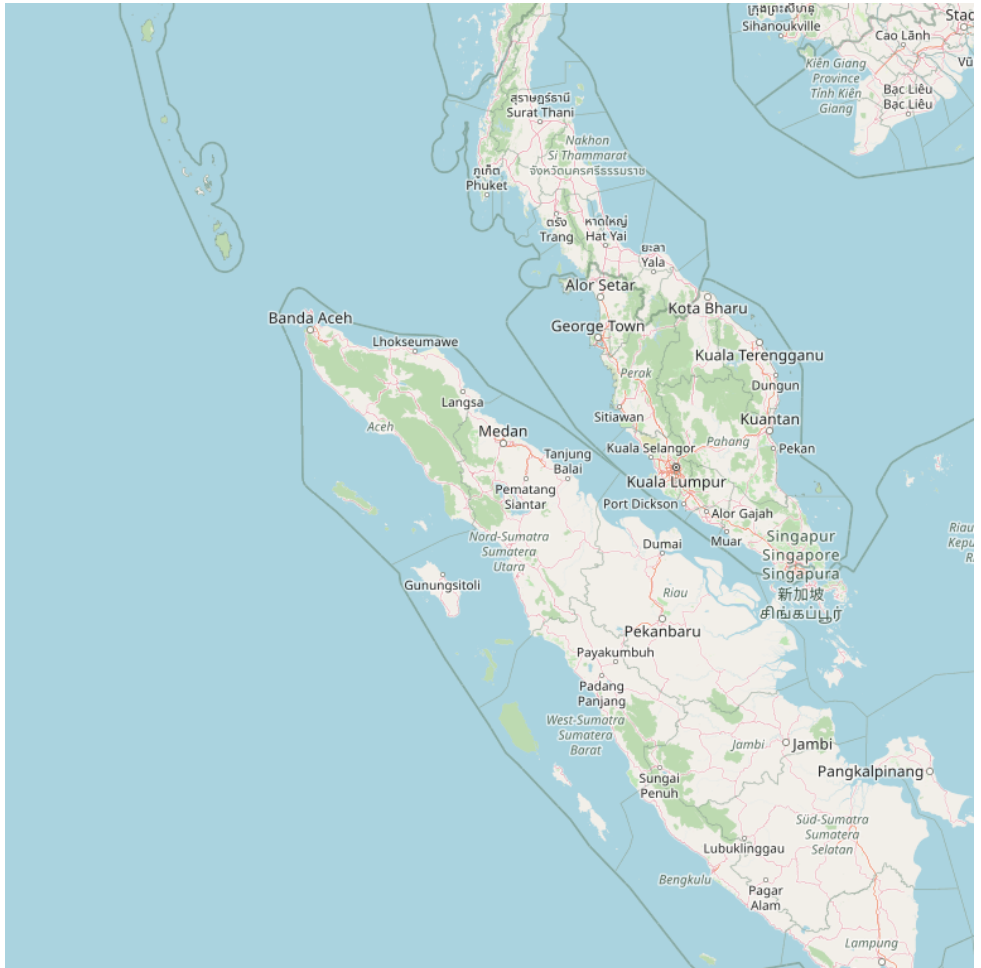 ក្រុងព្រះសីហនុ
Sihanoukville
Cao Lãnh
Kiên Giang
Province
Tỉnh Kiên
Giang
Bạc Liêu
Bạc Liêu
สุราษฎร์ธานี
Surat Thani
Nakhon
Si Thammarat
จังหวัดนครศรีธรรมราช
ภูเก็ต
Phuket
ตรัง
Trang
หาดใหญ่
Hat Yai
ยะลา
Yala
Alor Setar
Kota Bharu
Banda Aceh
George Town
Lhokseumawe
Kuala Terengganu
Perak
Dungun
Langsa
Sitiawan
Kuantan
Aceh
Medan
Pahang
Kuala Selangor
Pekan
Tanjung
Balai
Kuala Lumpur
Pematang
Siantar
Port Dickson
Alor Gajah
Muar
Nord-Sumatra
Sumatera
Utara
Dumai
Singapur
Singapore
Singapura
新加坡
சிங்கப்பூர்
Riau
Gunungsitoli
Riau
Pekanbaru
Payakumbuh
Padang
Panjang
West-Sumatra
Sumatera
Barat
Jambi
Jambi
Pangkalpinang
Sungai
Penuh
Süd-Sumatra
Sumatera
Selatan
Lubuklinggau
Bengkulu
Pagar
Alam
Lampung